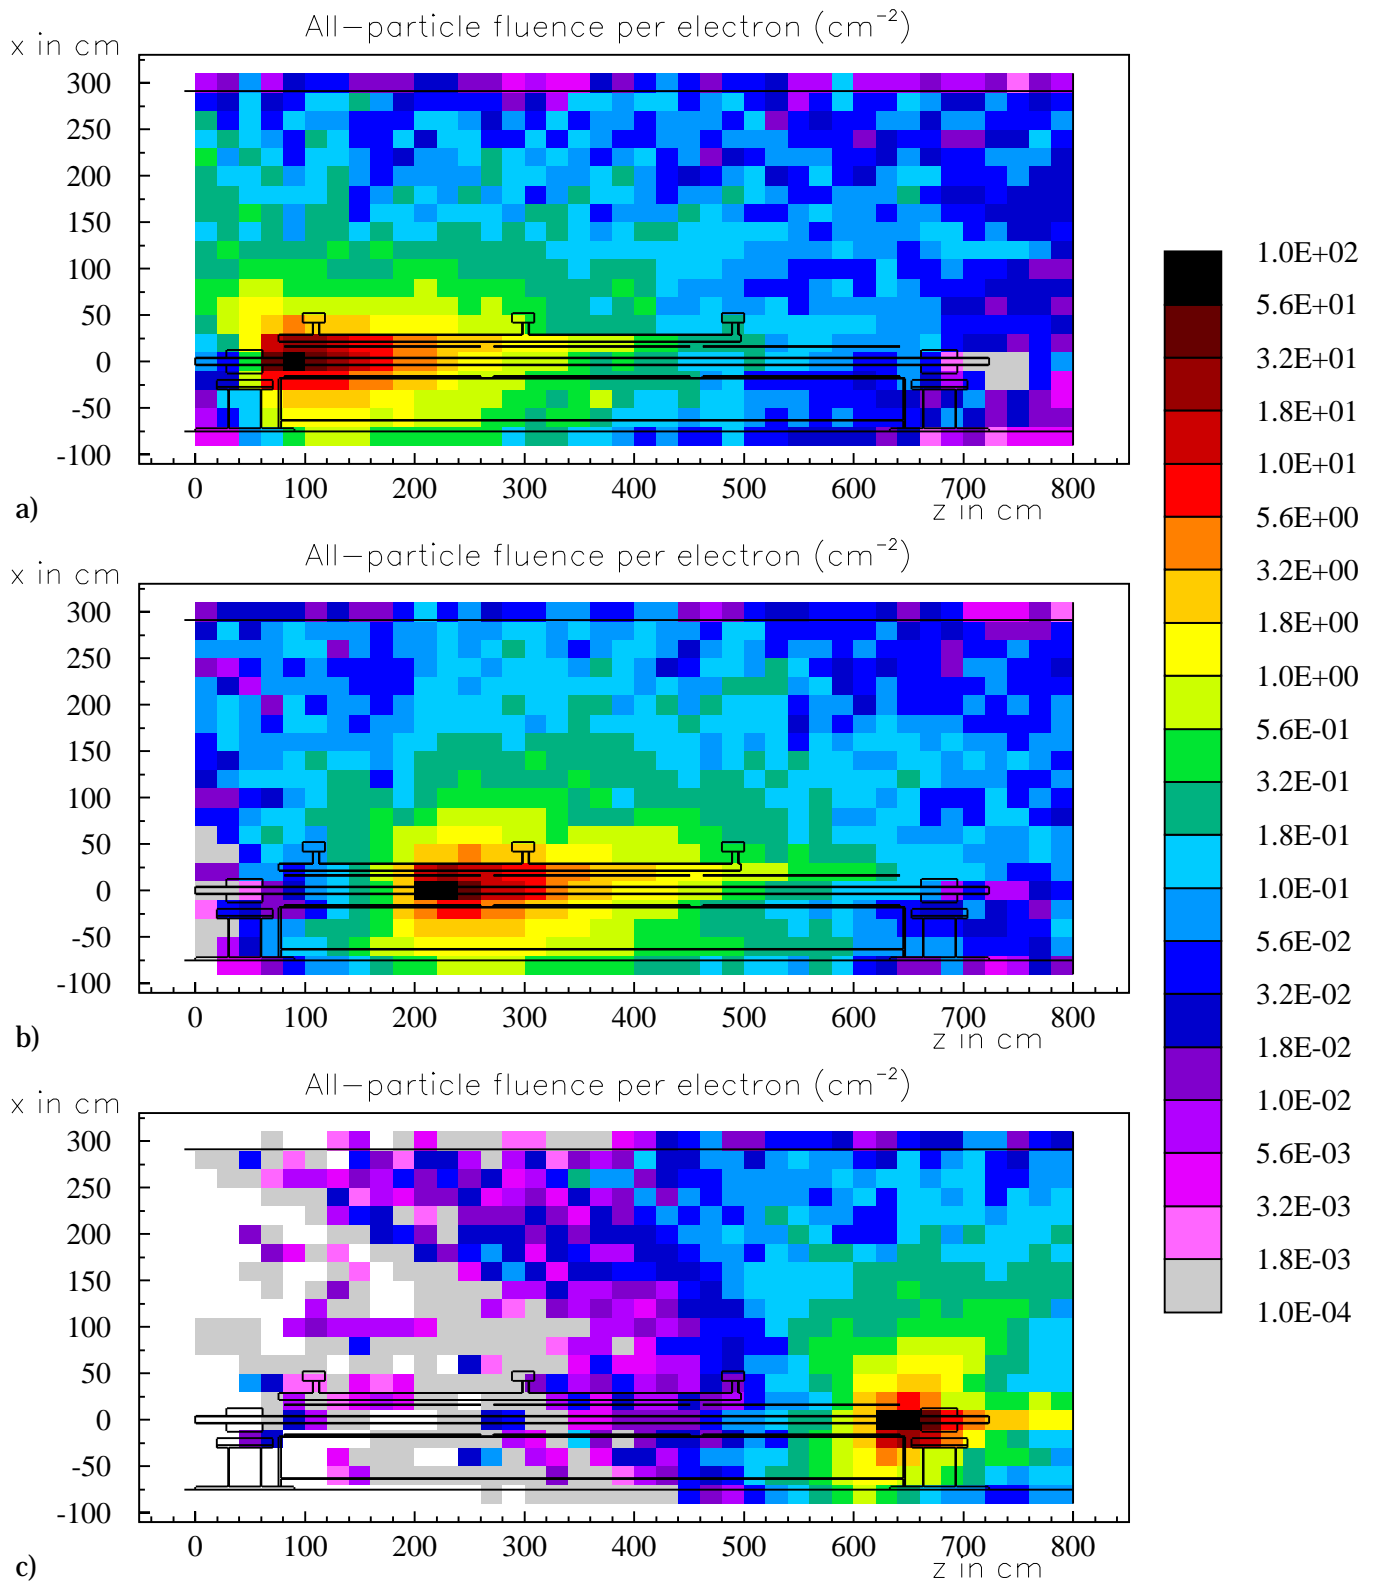 All-particle fluence per electron (cm⁻²)
x in cm
300
250
200
150
100
50
0
-50
-100
0 100 200 300 400 500 600 700 800
z in cm
a)
All-particle fluence per electron (cm⁻²)
x in cm
300
250
200
150
100
50
0
-50
-100
0 100 200 300 400 500 600 700 800
z in cm
b)
All-particle fluence per electron (cm⁻²)
x in cm
300
250
200
150
100
50
0
-50
-100
0 100 200 300 400 500 600 700 800
z in cm
c)
1.0E+02
5.6E+01
3.2E+01
1.8E+01
1.0E+01
5.6E+00
3.2E+00
1.8E+00
1.0E+00
5.6E-01
3.2E-01
1.8E-01
1.0E-01
5.6E-02
3.2E-02
1.8E-02
1.0E-02
5.6E-03
3.2E-03
1.8E-03
1.0E-04